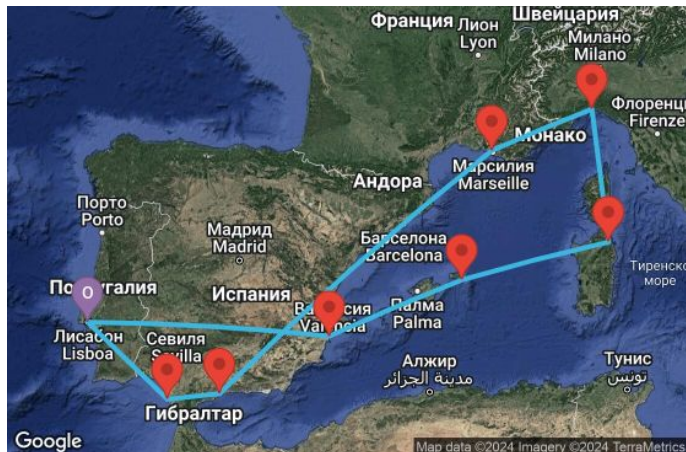 Франция
Лион
Lyon
Швейцария
Милано
Milano
Флоренц
Firenze
Монако
Марсилия
Marseille
Андора
Порто
Porto
Мадрид
Madrid
Барселона
Barcelona
Тиренско
море
O
Испания
Палма
Palma
Лисабон
Lisboa
Севиля
Гибралтар
Алжир
مدينة الجزائر
Тунис
تونس
Google
Map data ©2024 Imagery ©2024 TerraMetrics